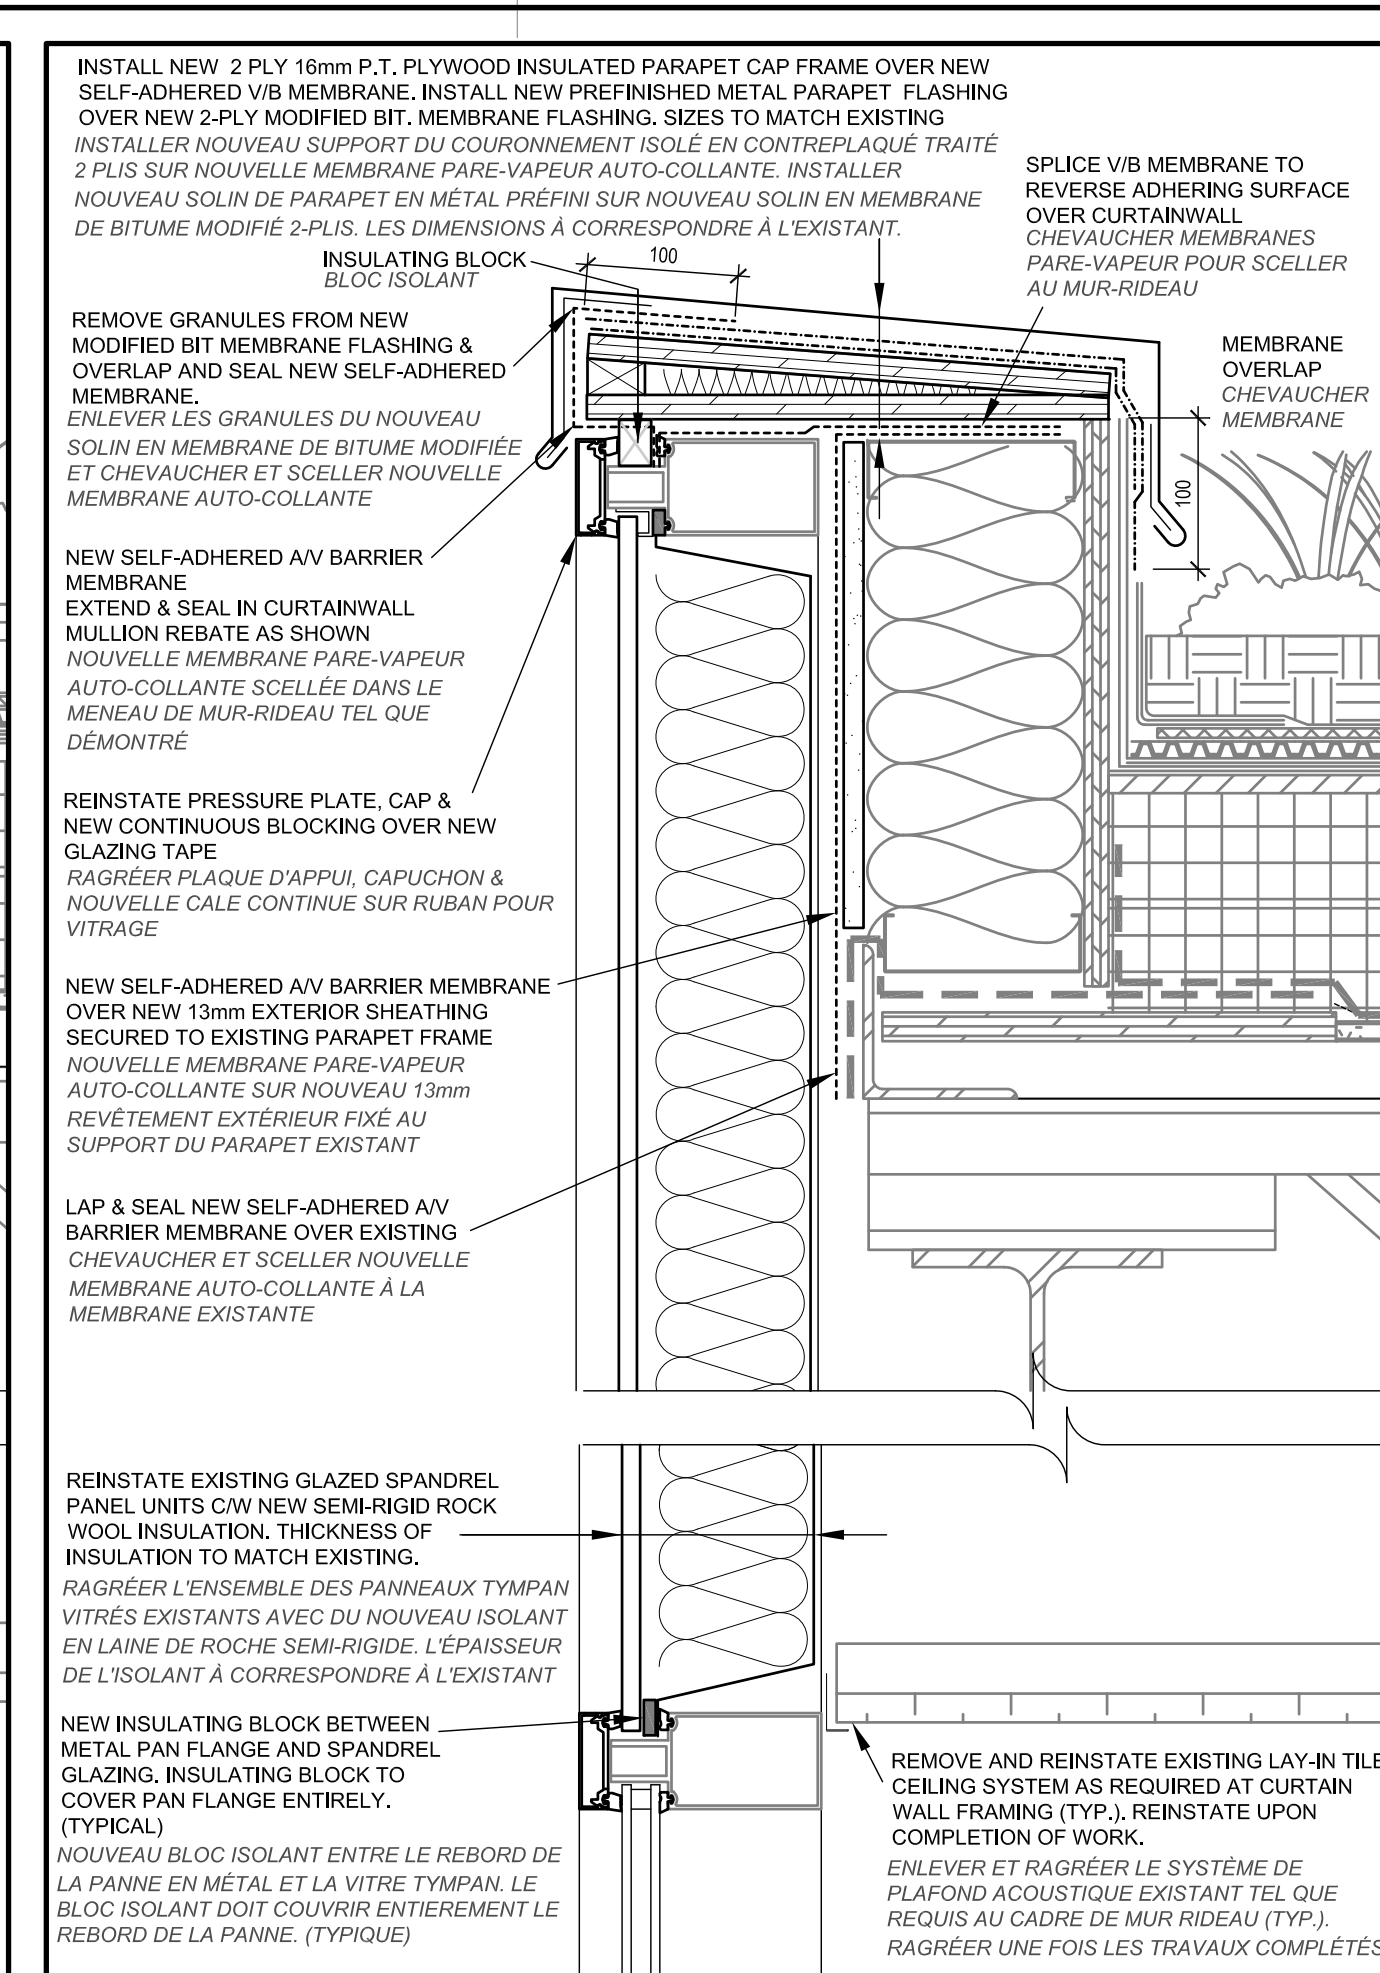 INSTALL NEW 2 PLY 16mm P.T. PLYWOOD INSULATED PARAPET CAP FRAME OVER NEW
SELF-ADHERED V/B MEMBRANE. INSTALL NEW PREFINISHED METAL PARAPET FLASHING
OVER NEW 2-PLY MODIFIED BIT. MEMBRANE FLASHING. SIZES TO MATCH EXISTING
INSTALLER NOUVEAU SUPPORT DU COURONNEMENT ISOLÉ EN CONTREPLAQUÉ TRAITÉ
2 PLIS SUR NOUVELLE MEMBRANE PARE-VAPEUR AUTO-COLLANTE. INSTALLER
NOUVEAU SOLIN DE PARAPET EN MÉTAL PRÉFINI SUR NOUVEAU SOLIN EN MEMBRANE
DE BITUME MODIFIÉ 2-PLIS. LES DIMENSIONS À CORRESPONDRE À L'EXISTANT.
SPLICE V/B MEMBRANE TO
REVERSE ADHERING SURFACE
OVER CURTAINWALL
CHEVAUCHER MEMBRANES
PARE-VAPEUR POUR SCELLER
AU MUR-RIDEAU
INSULATING BLOCK
BLOC ISOLANT
100
REMOVE GRANULES FROM NEW
MODIFIED BIT MEMBRANE FLASHING &
OVERLAP AND SEAL NEW SELF-ADHERED
MEMBRANE.
ENLEVER LES GRANULES DU NOUVEAU
SOLIN EN MEMBRANE DE BITUME MODIFIÉE
ET CHEVAUCHER ET SCELLER NOUVELLE
MEMBRANE AUTO-COLLANTE
MEMBRANE
OVERLAP
CHEVAUCHER
MEMBRANE
100
NEW SELF-ADHERED A/V BARRIER
MEMBRANE
EXTEND & SEAL IN CURTAINWALL
MULLION REBATE AS SHOWN
NOUVELLE MEMBRANE PARE-VAPEUR
AUTO-COLLANTE SCELLÉE DANS LE
MENEAU DE MUR-RIDEAU TEL QUE
DÉMONTRÉ
REINSTATE PRESSURE PLATE, CAP &
NEW CONTINUOUS BLOCKING OVER NEW
GLAZING TAPE
RAGRÉER PLAQUE D'APPUI, CAPUCHON &
NOUVELLE CALE CONTINUE SUR RUBAN POUR
VITRAGE
NEW SELF-ADHERED A/V BARRIER MEMBRANE
OVER NEW 13mm EXTERIOR SHEATHING
SECURED TO EXISTING PARAPET FRAME
NOUVELLE MEMBRANE PARE-VAPEUR
AUTO-COLLANTE SUR NOUVEAU 13mm
REVÊTEMENT EXTÉRIEUR FIXÉ AU
SUPPORT DU PARAPET EXISTANT
LAP & SEAL NEW SELF-ADHERED A/V
BARRIER MEMBRANE OVER EXISTING
CHEVAUCHER ET SCELLER NOUVELLE
MEMBRANE AUTO-COLLANTE À LA
MEMBRANE EXISTANTE
REINSTATE EXISTING GLAZED SPANDREL
PANEL UNITS C/W NEW SEMI-RIGID ROCK
WOOL INSULATION. THICKNESS OF
INSULATION TO MATCH EXISTING.
RAGRÉER L'ENSEMBLE DES PANNEAUX TYMPAN
VITRÉS EXISTANTS AVEC DU NOUVEAU ISOLANT
EN LAINE DE ROCHE SEMI-RIGIDE. L'ÉPAISSEUR
DE L'ISOLANT À CORRESPONDRE À L'EXISTANT
NEW INSULATING BLOCK BETWEEN
METAL PAN FLANGE AND SPANDREL
GLAZING. INSULATING BLOCK TO
COVER PAN FLANGE ENTIRELY.
(TYPICAL)
NOUVEAU BLOC ISOLANT ENTRE LE REBORD DE
LA PANNE EN MÉTAL ET LA VITRE TYMPAN. LE
BLOC ISOLANT DOIT COUVRIR ENTIEREMENT LE
REBORD DE LA PANNE. (TYPIQUE)
REMOVE AND REINSTATE EXISTING LAY-IN TILE
CEILING SYSTEM AS REQUIRED AT CURTAIN
WALL FRAMING (TYP.). REINSTATE UPON
COMPLETION OF WORK.
ENLEVER ET RAGRÉER LE SYSTÈME DE
PLAFOND ACOUSTIQUE EXISTANT TEL QUE
REQUIS AU CADRE DE MUR RIDEAU (TYP.).
RAGRÉER UNE FOIS LES TRAVAUX COMPLÉTÉS